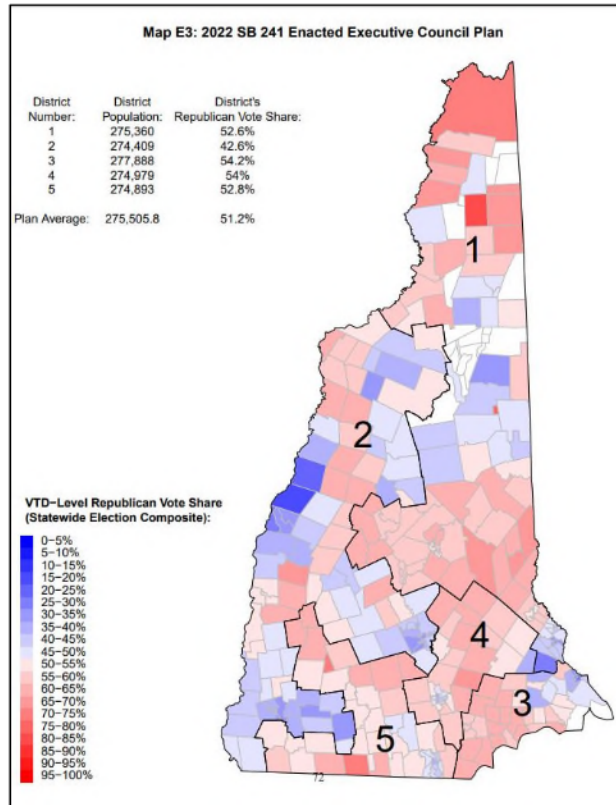 Map E3: 2022 SB 241 Enacted Executive Council Plan
District District District's
Number: Population: Republican Vote Share:
1 275,360 52.6%
2 274,409 42.6%
3 277,888 54.2%
4 274,979 54%
5 274,893 52.8%
Plan Average: 275,505.8 51.2%
1
2
VTD-Level Republican Vote Share
(Statewide Election Composite):
0-5%
5-10%
10-15%
15-20%
20-25%
25-30%
30-35%
35-40%
40-45%
45-50%
50-55%
55-60%
60-65%
65-70%
70-75%
75-80%
80-85%
85-90%
90-95%
95-100%
4
3
5
72